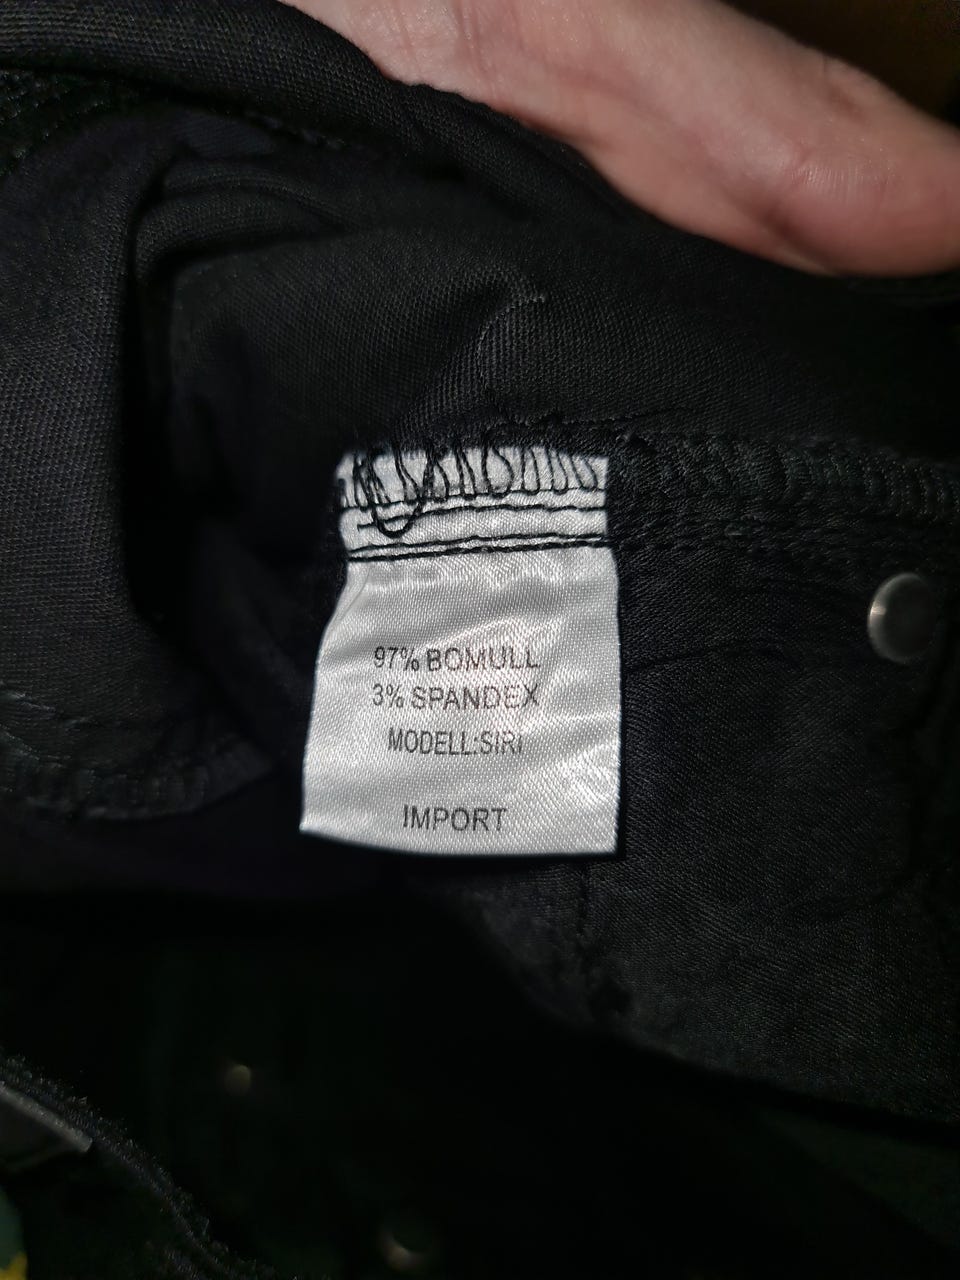 97% BOMULL
3% SPANDEX
MODELL:SIRI
IMPORT